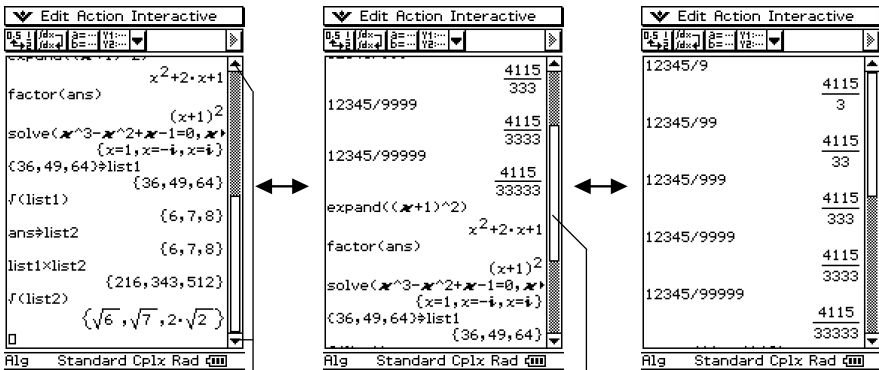 Edit Action Interactive
expand((x+1)^2)
x²+2·x+1
factor(ans)
(x+1)²
solve(x^3-x^2+x-1=0,x
{x=1,x=-i,x=i}
{36,49,64}⇒list1
{36,49,64}
√(list1)
{6,7,8}
ans⇒list2
{6,7,8}
list1×list2
{216,343,512}
√(list2)
{√6,√7,2·√2}
Alg Standard Cplx Rad
Edit Action Interactive
4115/333
12345/9999
4115/3333
12345/99999
4115/33333
expand((x+1)^2)
x²+2·x+1
factor(ans)
(x+1)²
solve(x^3-x^2+x-1=0,x
{x=1,x=-i,x=i}
{36,49,64}⇒list1
{36,49,64}
Alg Standard Cplx Rad
Edit Action Interactive
12345/9
4115/3
12345/99
4115/33
12345/999
4115/333
12345/9999
4115/3333
12345/99999
4115/33333
Alg Standard Cplx Rad